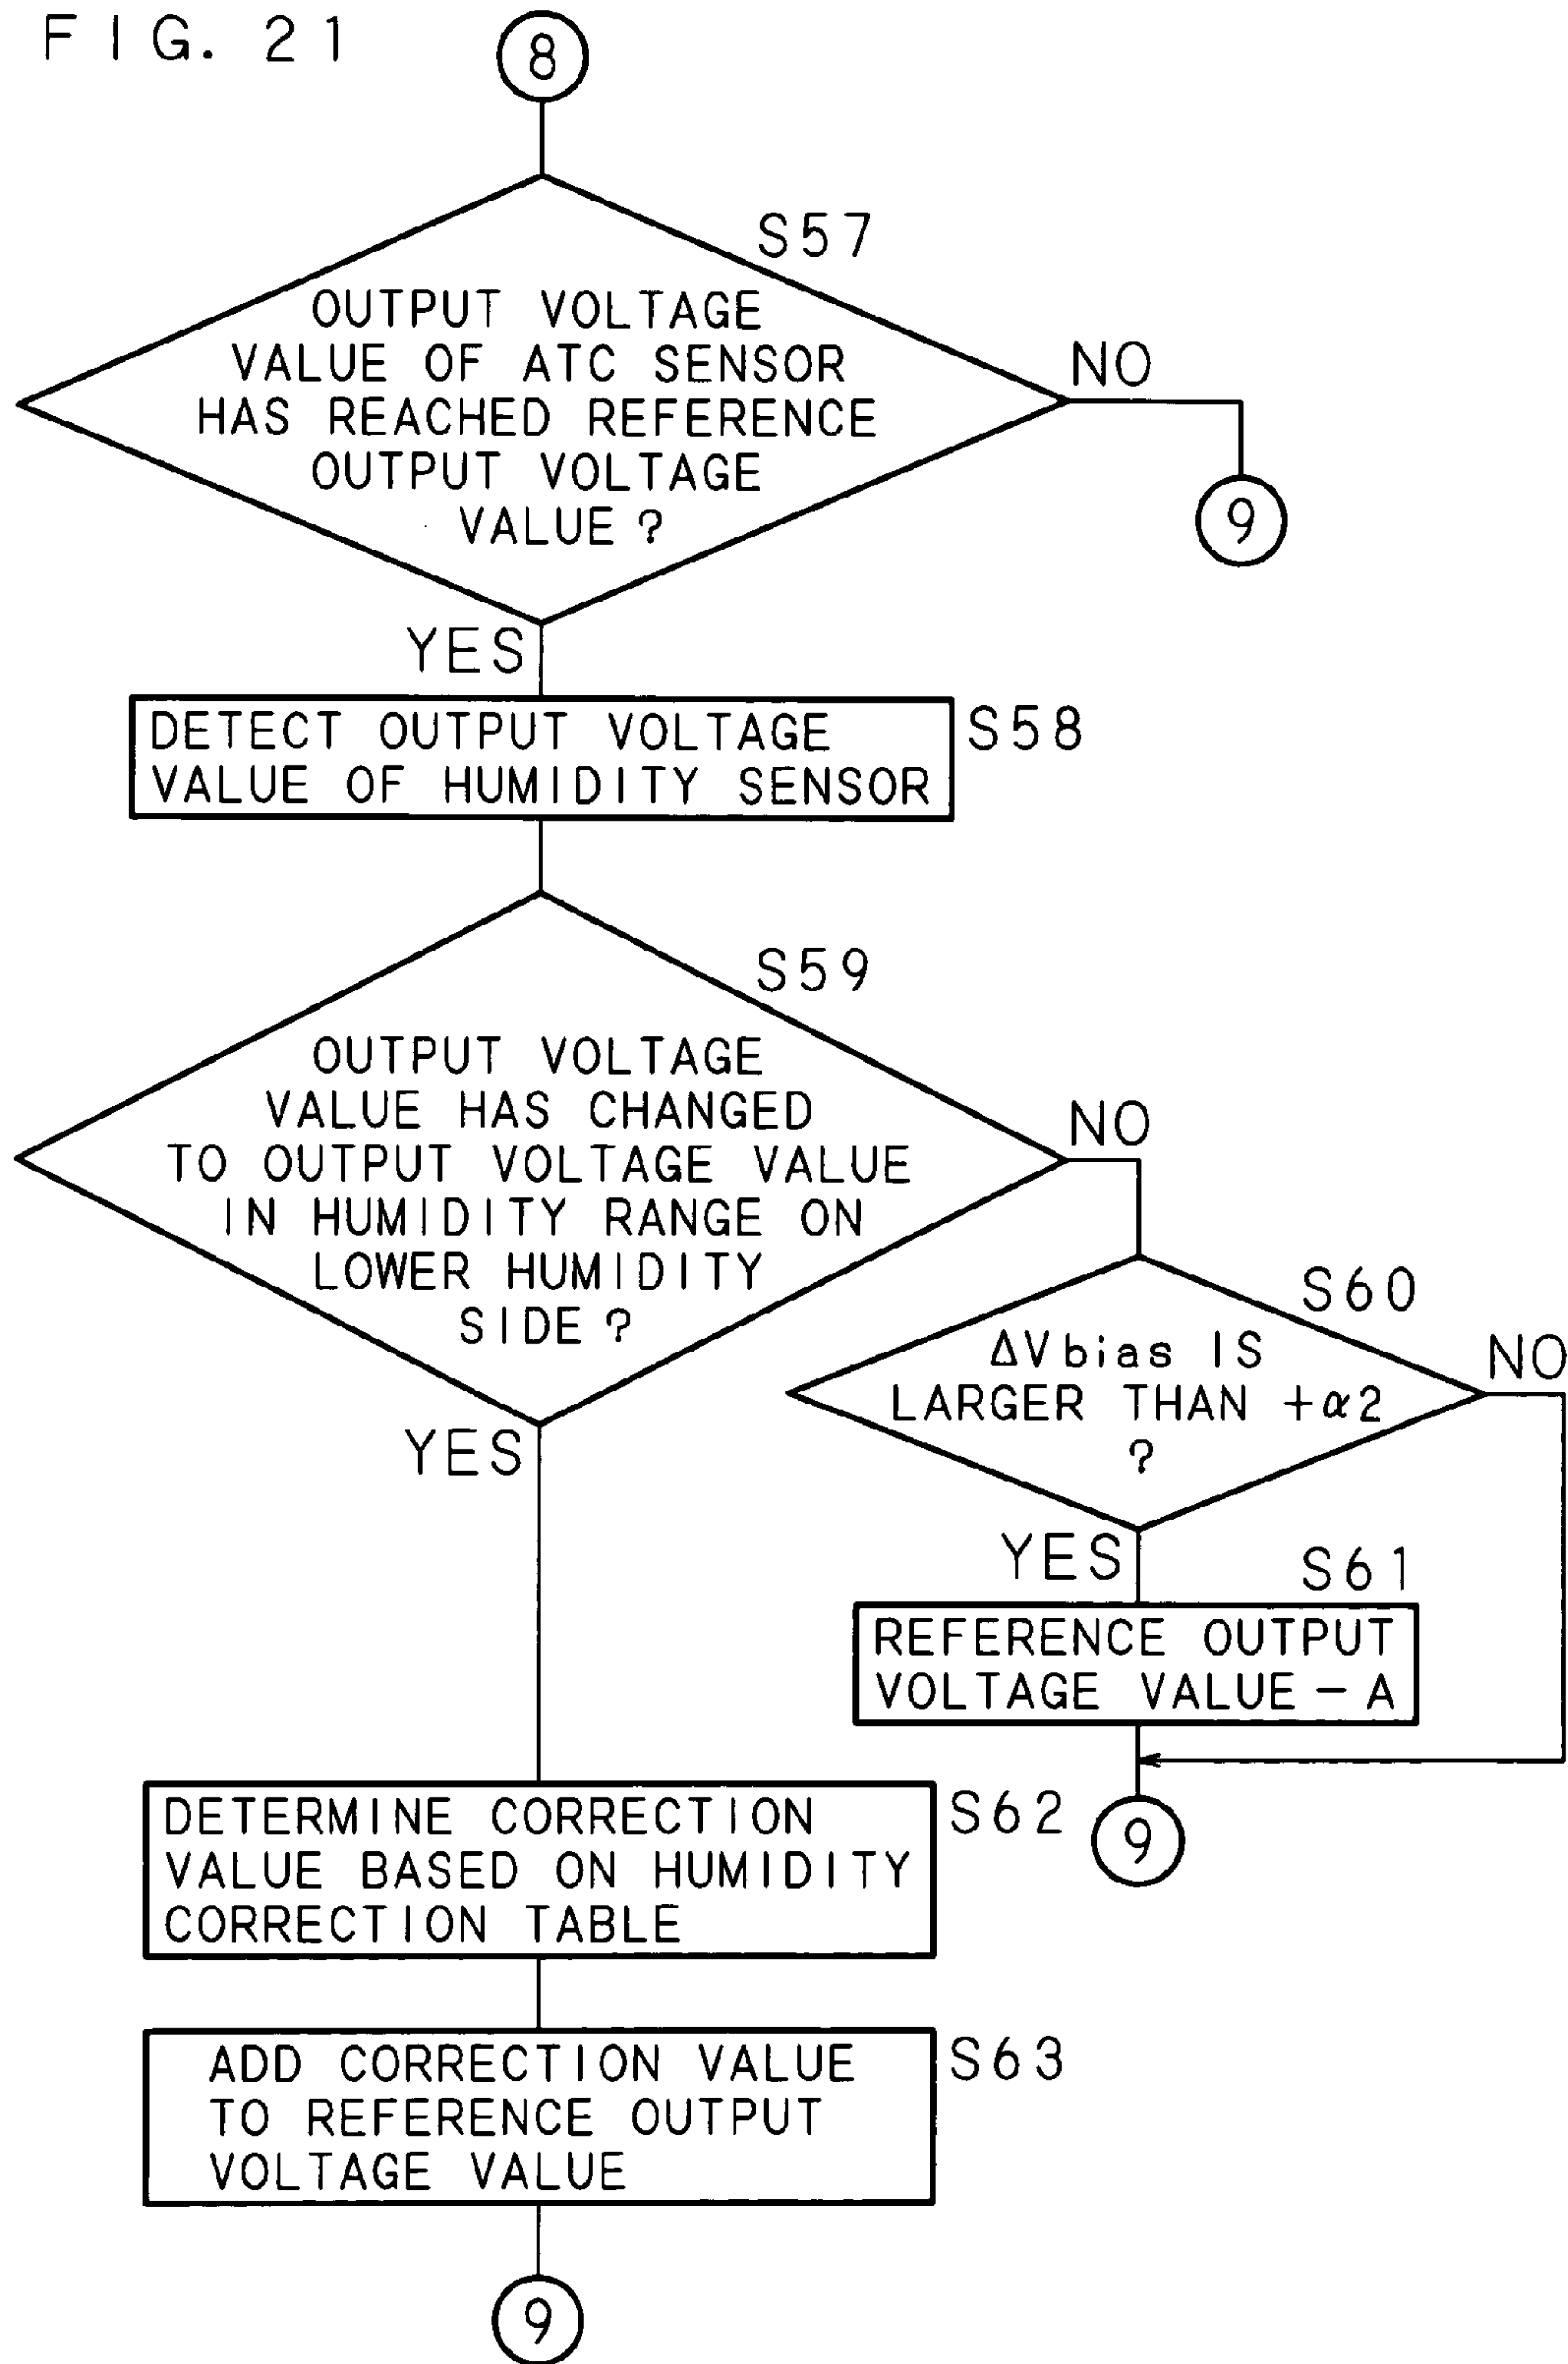 FIG. 21
8
S57
OUTPUT VOLTAGE
VALUE OF ATC SENSOR
HAS REACHED REFERENCE
OUTPUT VOLTAGE
VALUE?
NO
9
YES
DETECT OUTPUT VOLTAGE
VALUE OF HUMIDITY SENSOR
S58
S59
OUTPUT VOLTAGE
VALUE HAS CHANGED
TO OUTPUT VOLTAGE VALUE
IN HUMIDITY RANGE ON
LOWER HUMIDITY
SIDE?
NO
YES
S60
ΔVbias IS
LARGER THAN +α2
?
NO
YES
S61
REFERENCE OUTPUT
VOLTAGE VALUE-A
9
DETERMINE CORRECTION
VALUE BASED ON HUMIDITY
CORRECTION TABLE
S62
ADD CORRECTION VALUE
TO REFERENCE OUTPUT
VOLTAGE VALUE
S63
9